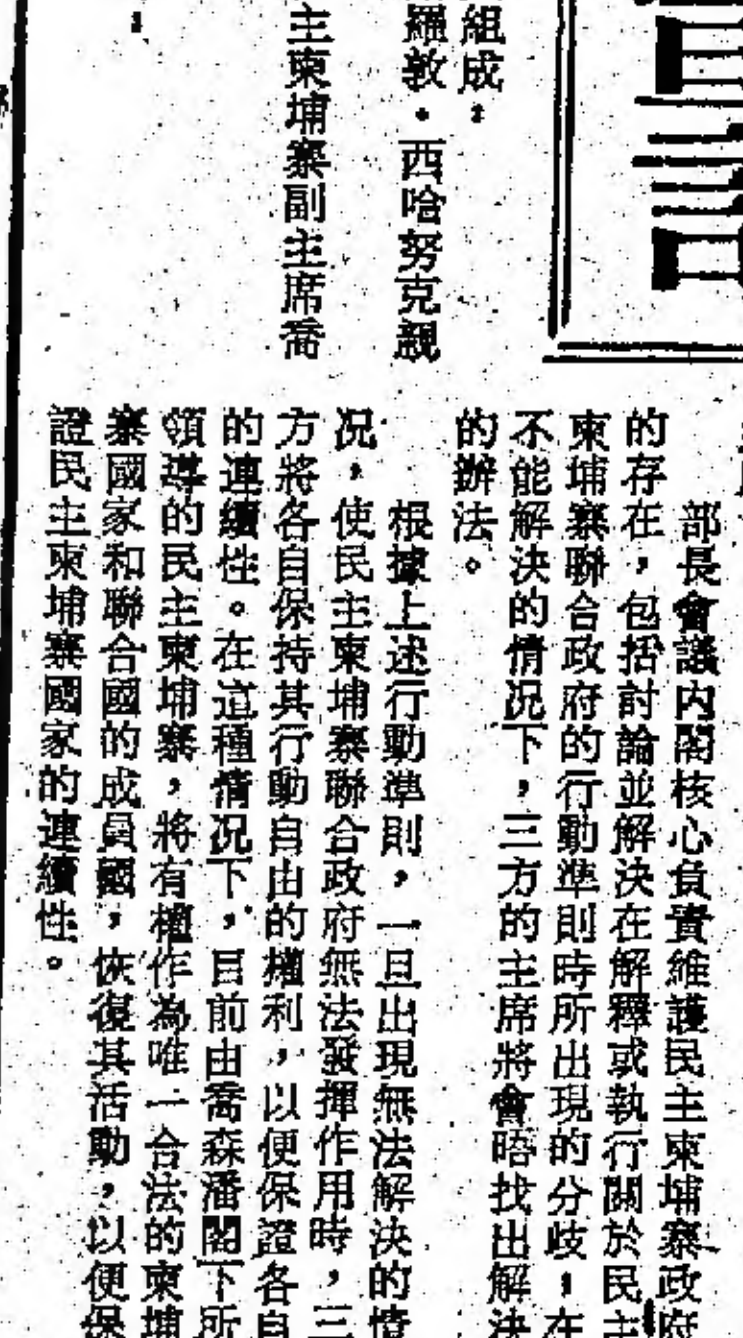 言
組成，
羅敦·西哈努克親
主柬埔寨副主席喬
部長會議內閣核心負責維護民主柬埔寨政府
的存在，包括討論並解決在解釋或執行關於民主
柬埔寨聯合政府的行動準則時所出現的分歧，在
不能解決的情況下，三方的主席將會晤找出解決
的辦法。
根據上述行動準則，一旦出現無法解決的情
況，使民主柬埔寨聯合政府無法發揮作用時，三
方將各自保持其行動自由的權利，以便保證各自
的連續性。在這種情況下，目前由喬森潘閣下所
領導的民主柬埔寨，將有權作為唯一合法的柬埔
寨國家和聯合國的成員國，恢復其活動，以便保
證民主柬埔寨國家的連續性。